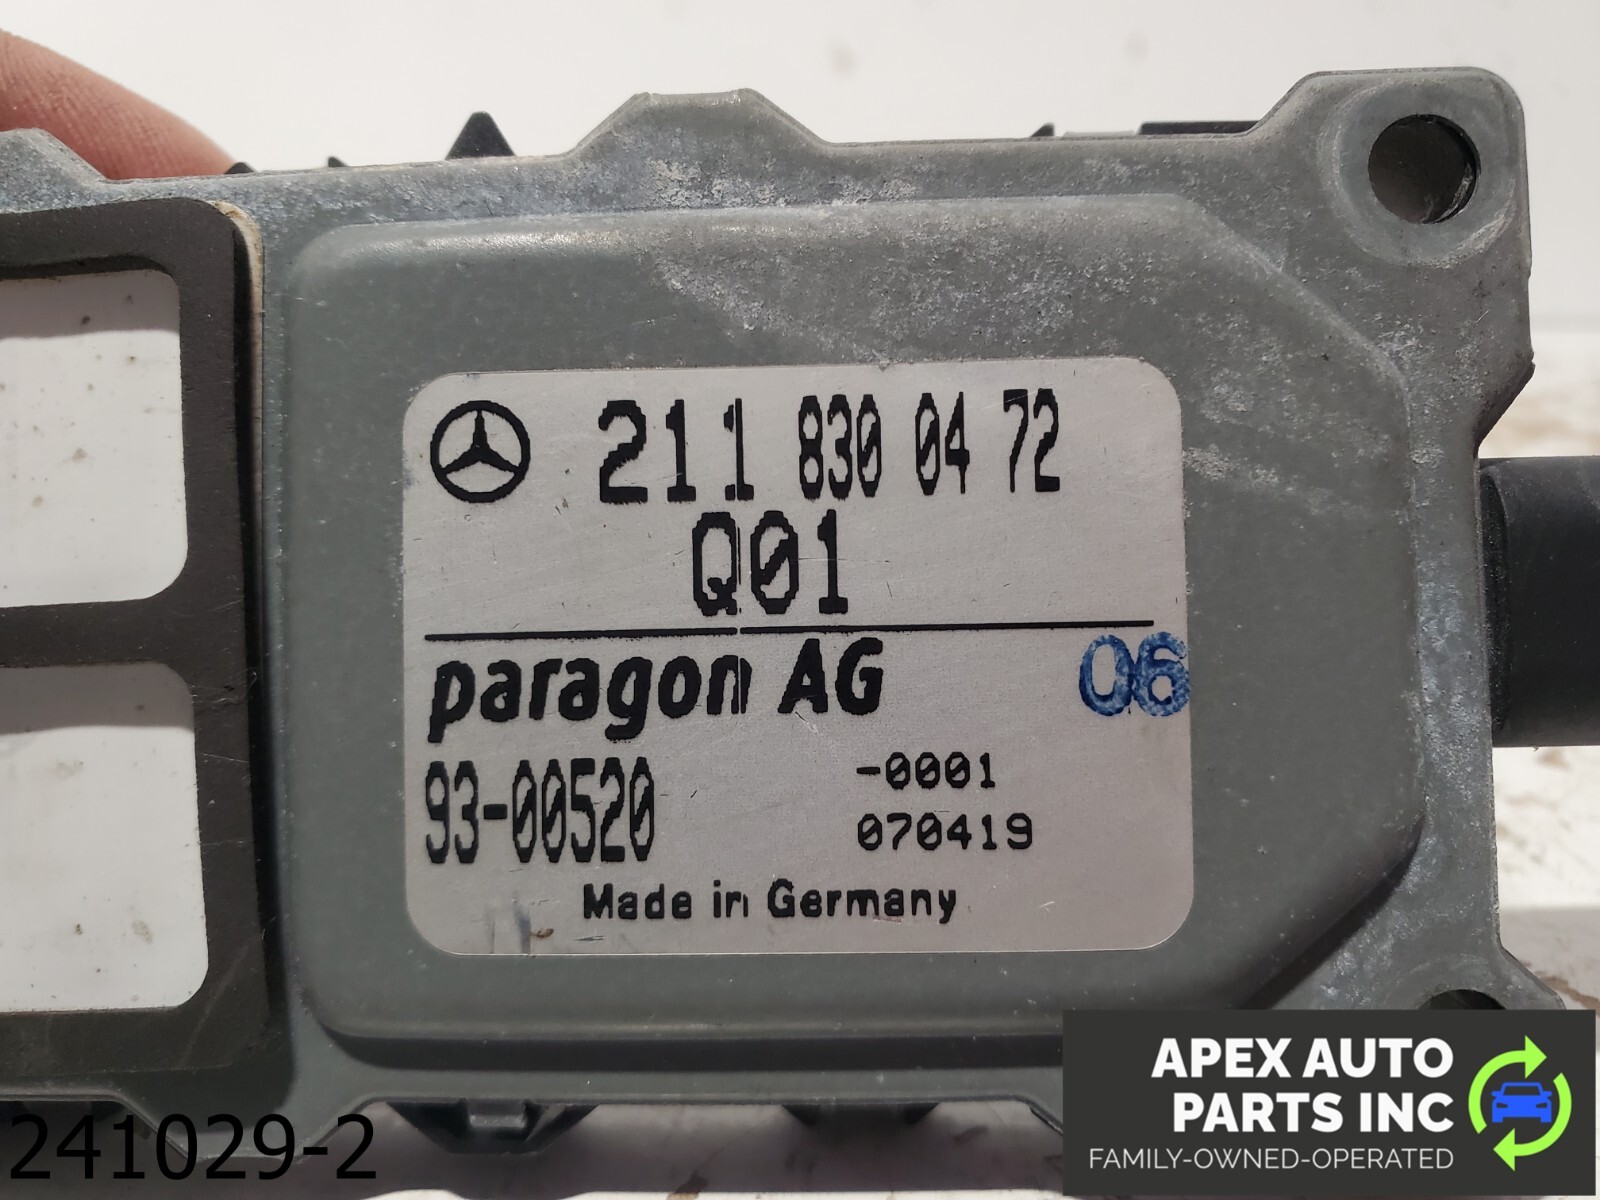 211 830 04 72
Q01
paragon AG
06
93-00520
-0001
070419
Made in Germany
241029-2
APEX AUTO
PARTS INC
FAMILY-OWNED-OPERATED